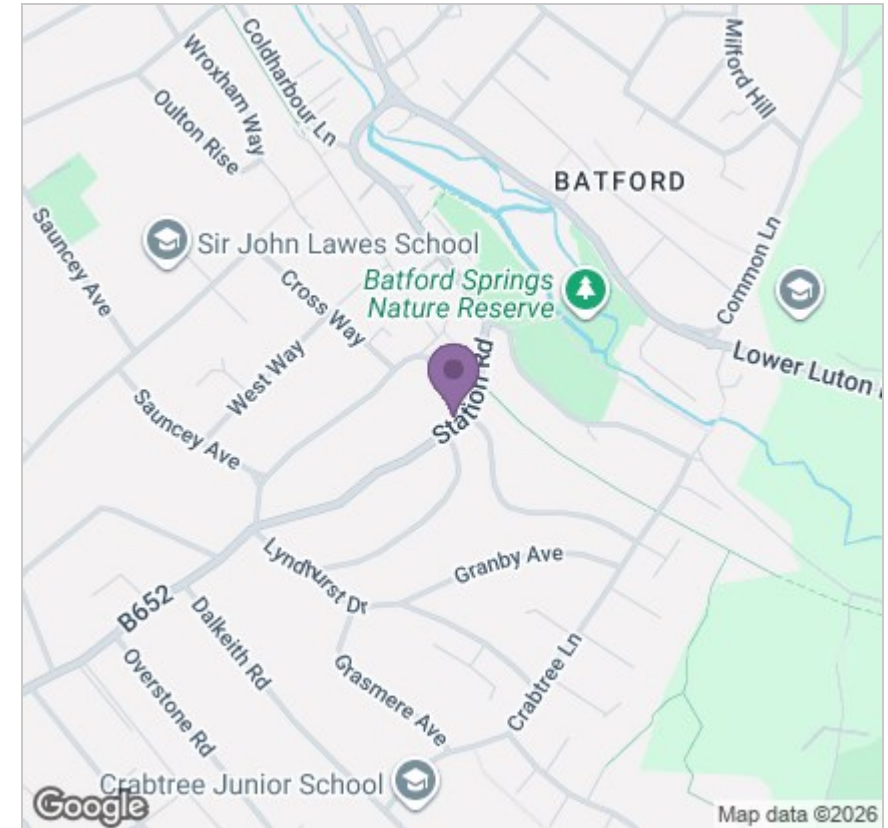 Coldharbour Ln
Wroxham Way
Oulton Rise
Milford Hill
BATFORD
Sauncey Ave
Sir John Lawes School
Common Ln
Batford Springs
Nature Reserve
Cross Way
West Way
Station Rd
Lower Luton
Sauncey Ave
Lyndhurst Dr
Granby Ave
B652
Dalkeith Rd
Overstone Rd
Grasmere Ave
Crabtree Ln
Crabtree Junior School
Google
Map data ©2026